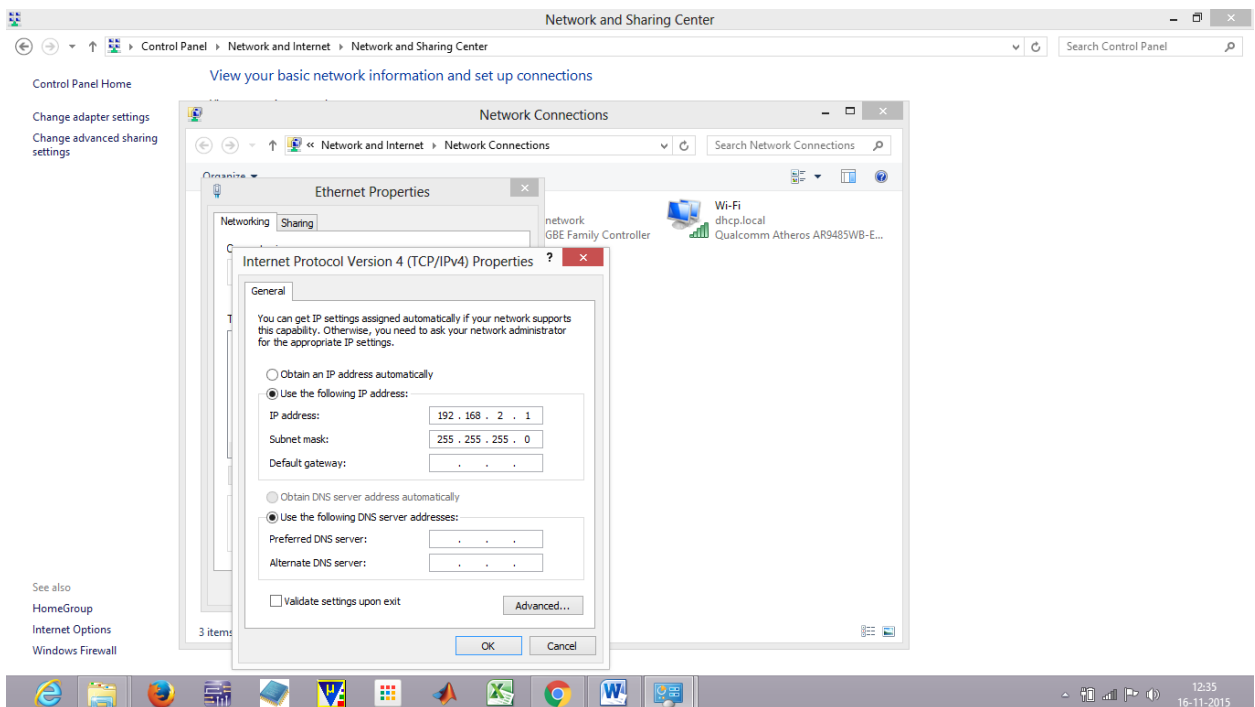 Network and Sharing Center
Control Panel Network and Internet Network and Sharing Center
Search Control Panel
Control Panel Home
Change adapter settings
Change advanced sharing
settings
See also
HomeGroup
Internet Options
Windows Firewall
View your basic network information and set up connections
Network Connections
« Network and Internet Network Connections
Search Network Connections
Organize
network
GBE Family Controller
Wi-Fi
dhcp.local
Qualcomm Atheros AR9485WB-E...
3 items
Ethernet Properties
Networking Sharing
Internet Protocol Version 4 (TCP/IPv4) Properties ?
General
You can get IP settings assigned automatically if your network supports
this capability. Otherwise, you need to ask your network administrator
for the appropriate IP settings.
Obtain an IP address automatically
Use the following IP address:
IP address: 192 . 168 . 2 . 1
Subnet mask: 255 . 255 . 255 . 0
Default gateway: . . .
Obtain DNS server address automatically
Use the following DNS server addresses:
Preferred DNS server: . . .
Alternate DNS server: . . .
Validate settings upon exit
Advanced...
OK Cancel
12:35
16-11-2015